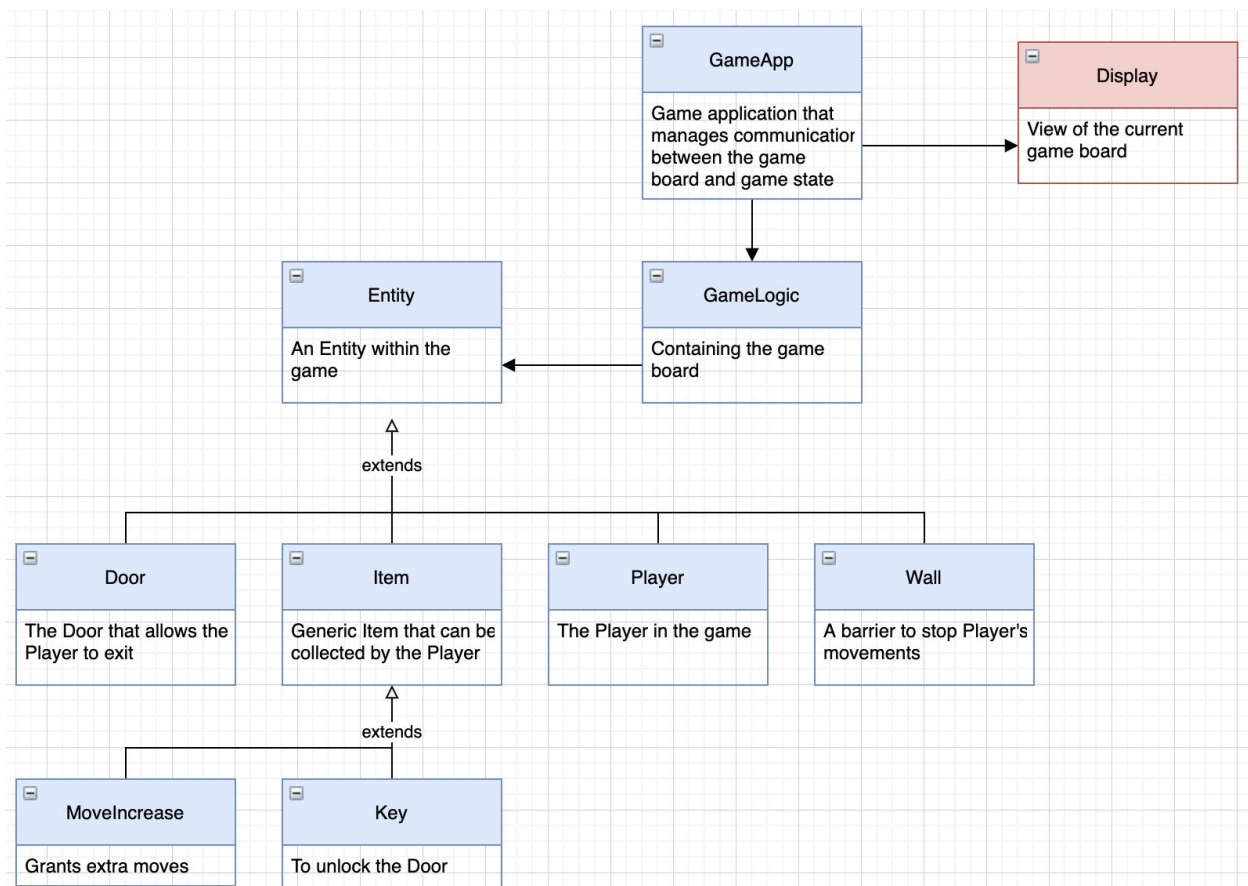 GameApp
Game application that
manages communication
between the game
board and game state
Display
View of the current
game board
Entity
An Entity within the
game
GameLogic
Containing the game
board
extends
Door
The Door that allows the
Player to exit
Item
Generic Item that can be
collected by the Player
Player
The Player in the game
Wall
A barrier to stop Player's
movements
extends
MoveIncrease
Grants extra moves
Key
To unlock the Door